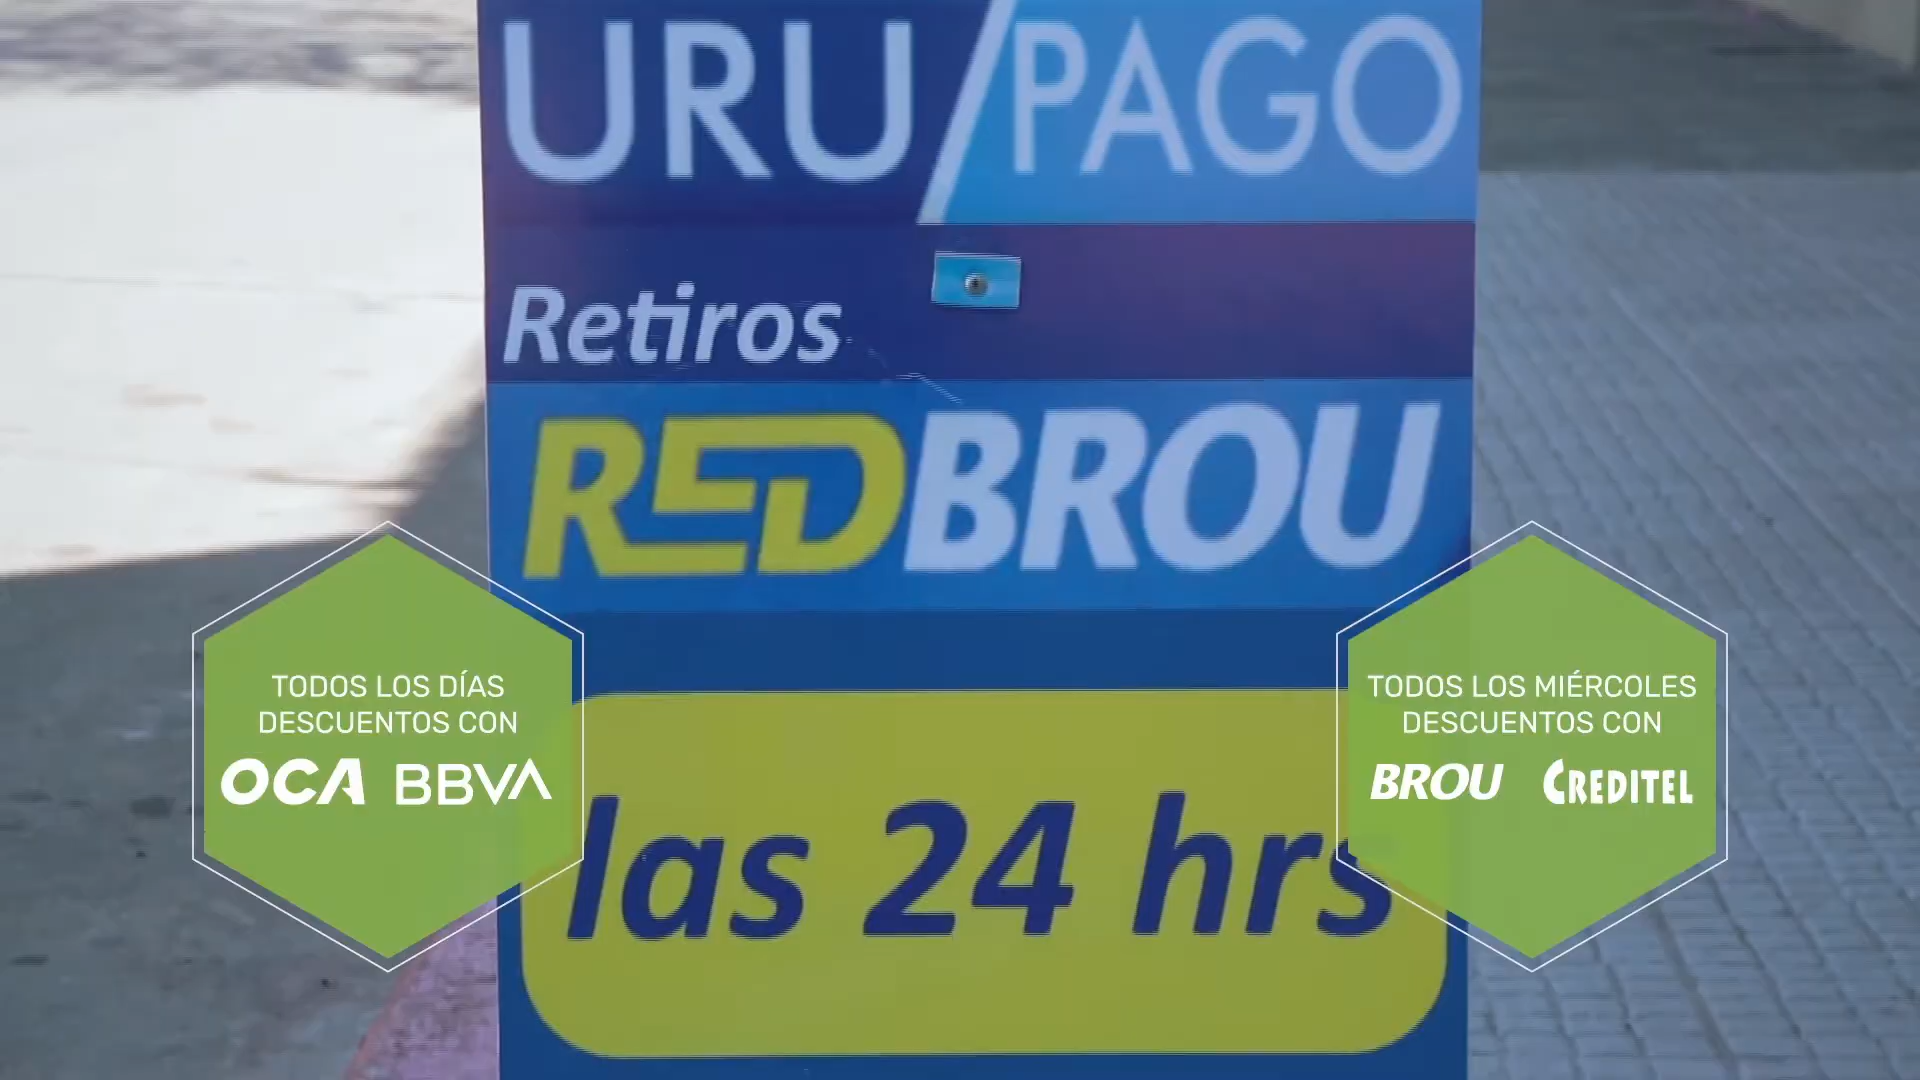 URU/PAGO
Retiros
REDBROU
las 24 hrs
TODOS LOS DÍAS
DESCUENTOS CON
OCA BBVA
TODOS LOS MIÉRCOLES
DESCUENTOS CON
BROU CREDITEL